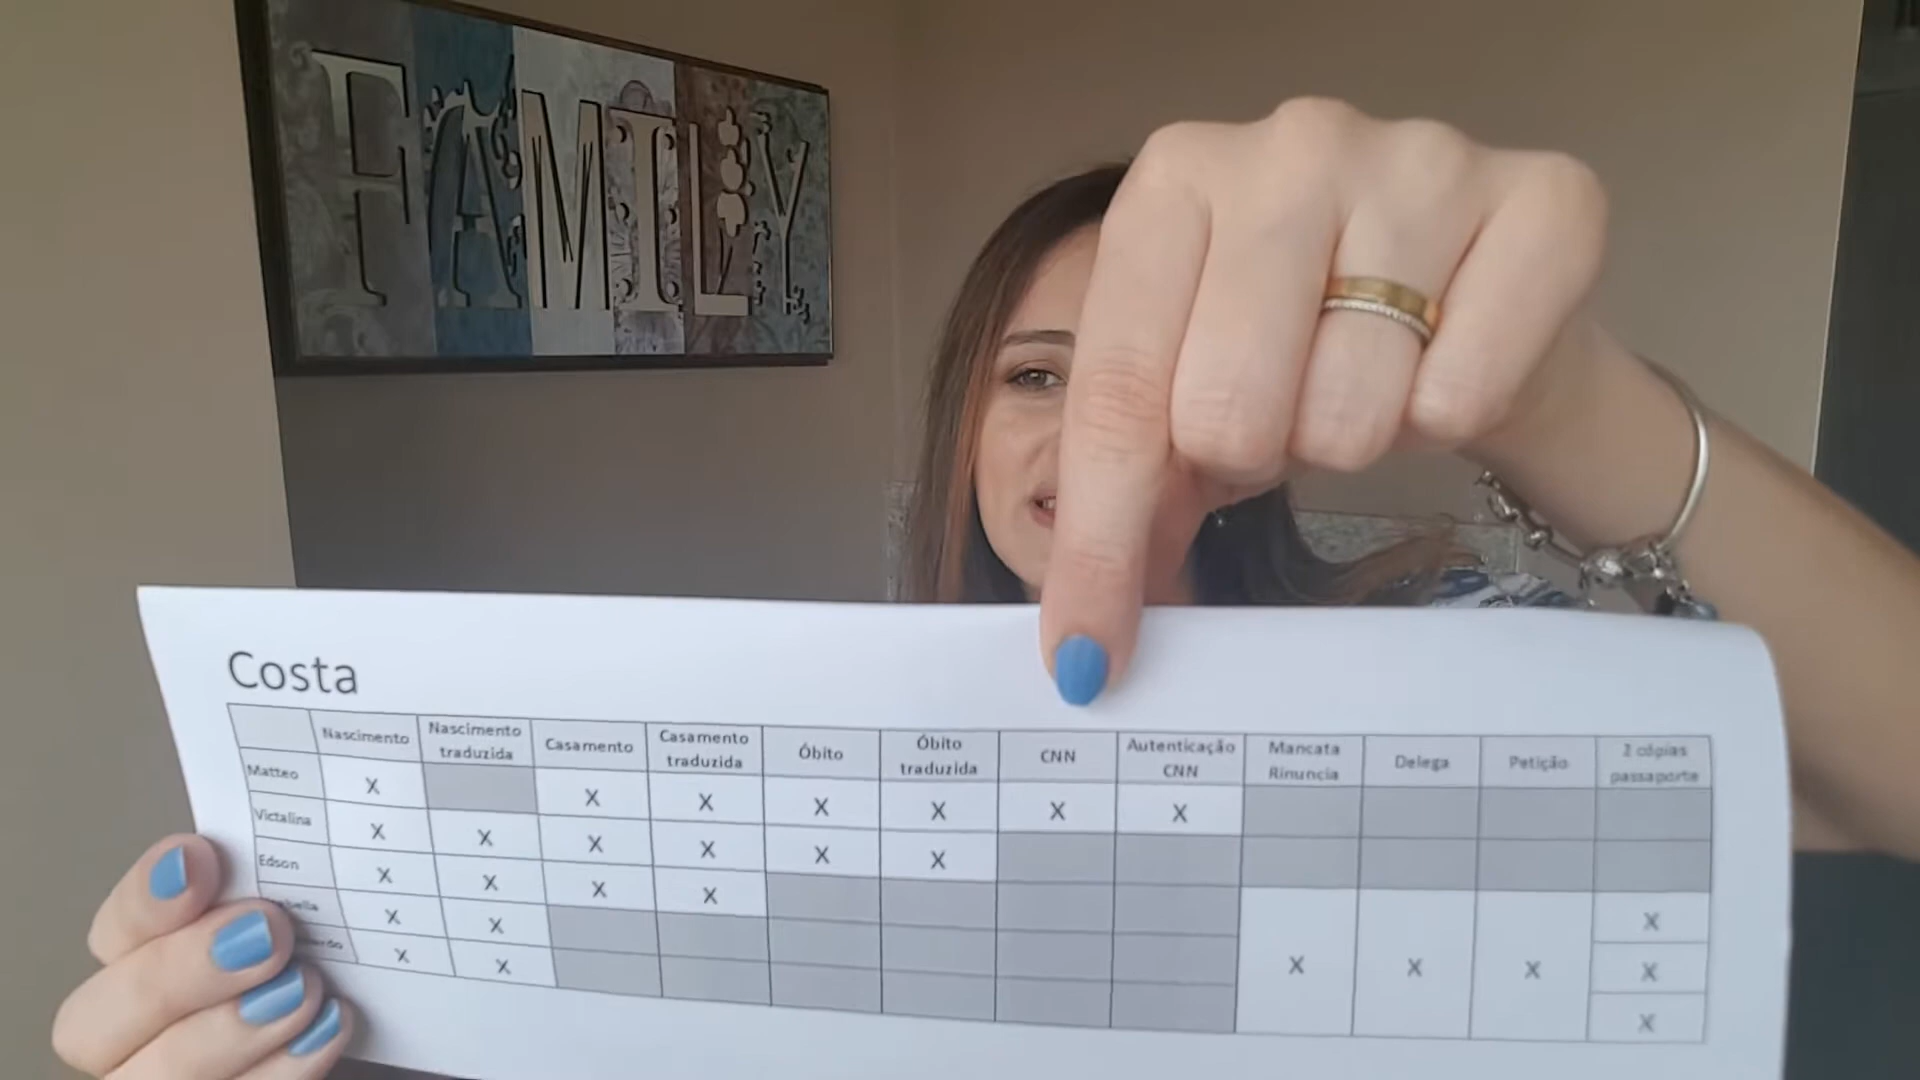 FAMILY
Costa
Nascimento Nascimento traduzida Casamento Casamento traduzida Óbito Óbito traduzida CNN Autenticação CNN Mancata Rinuncia Delega Petição 2 cópias passaporte
Matteo X X X X X X X
Victalina X X X X X X
Edson X X X X X
X X X X X X
X X X